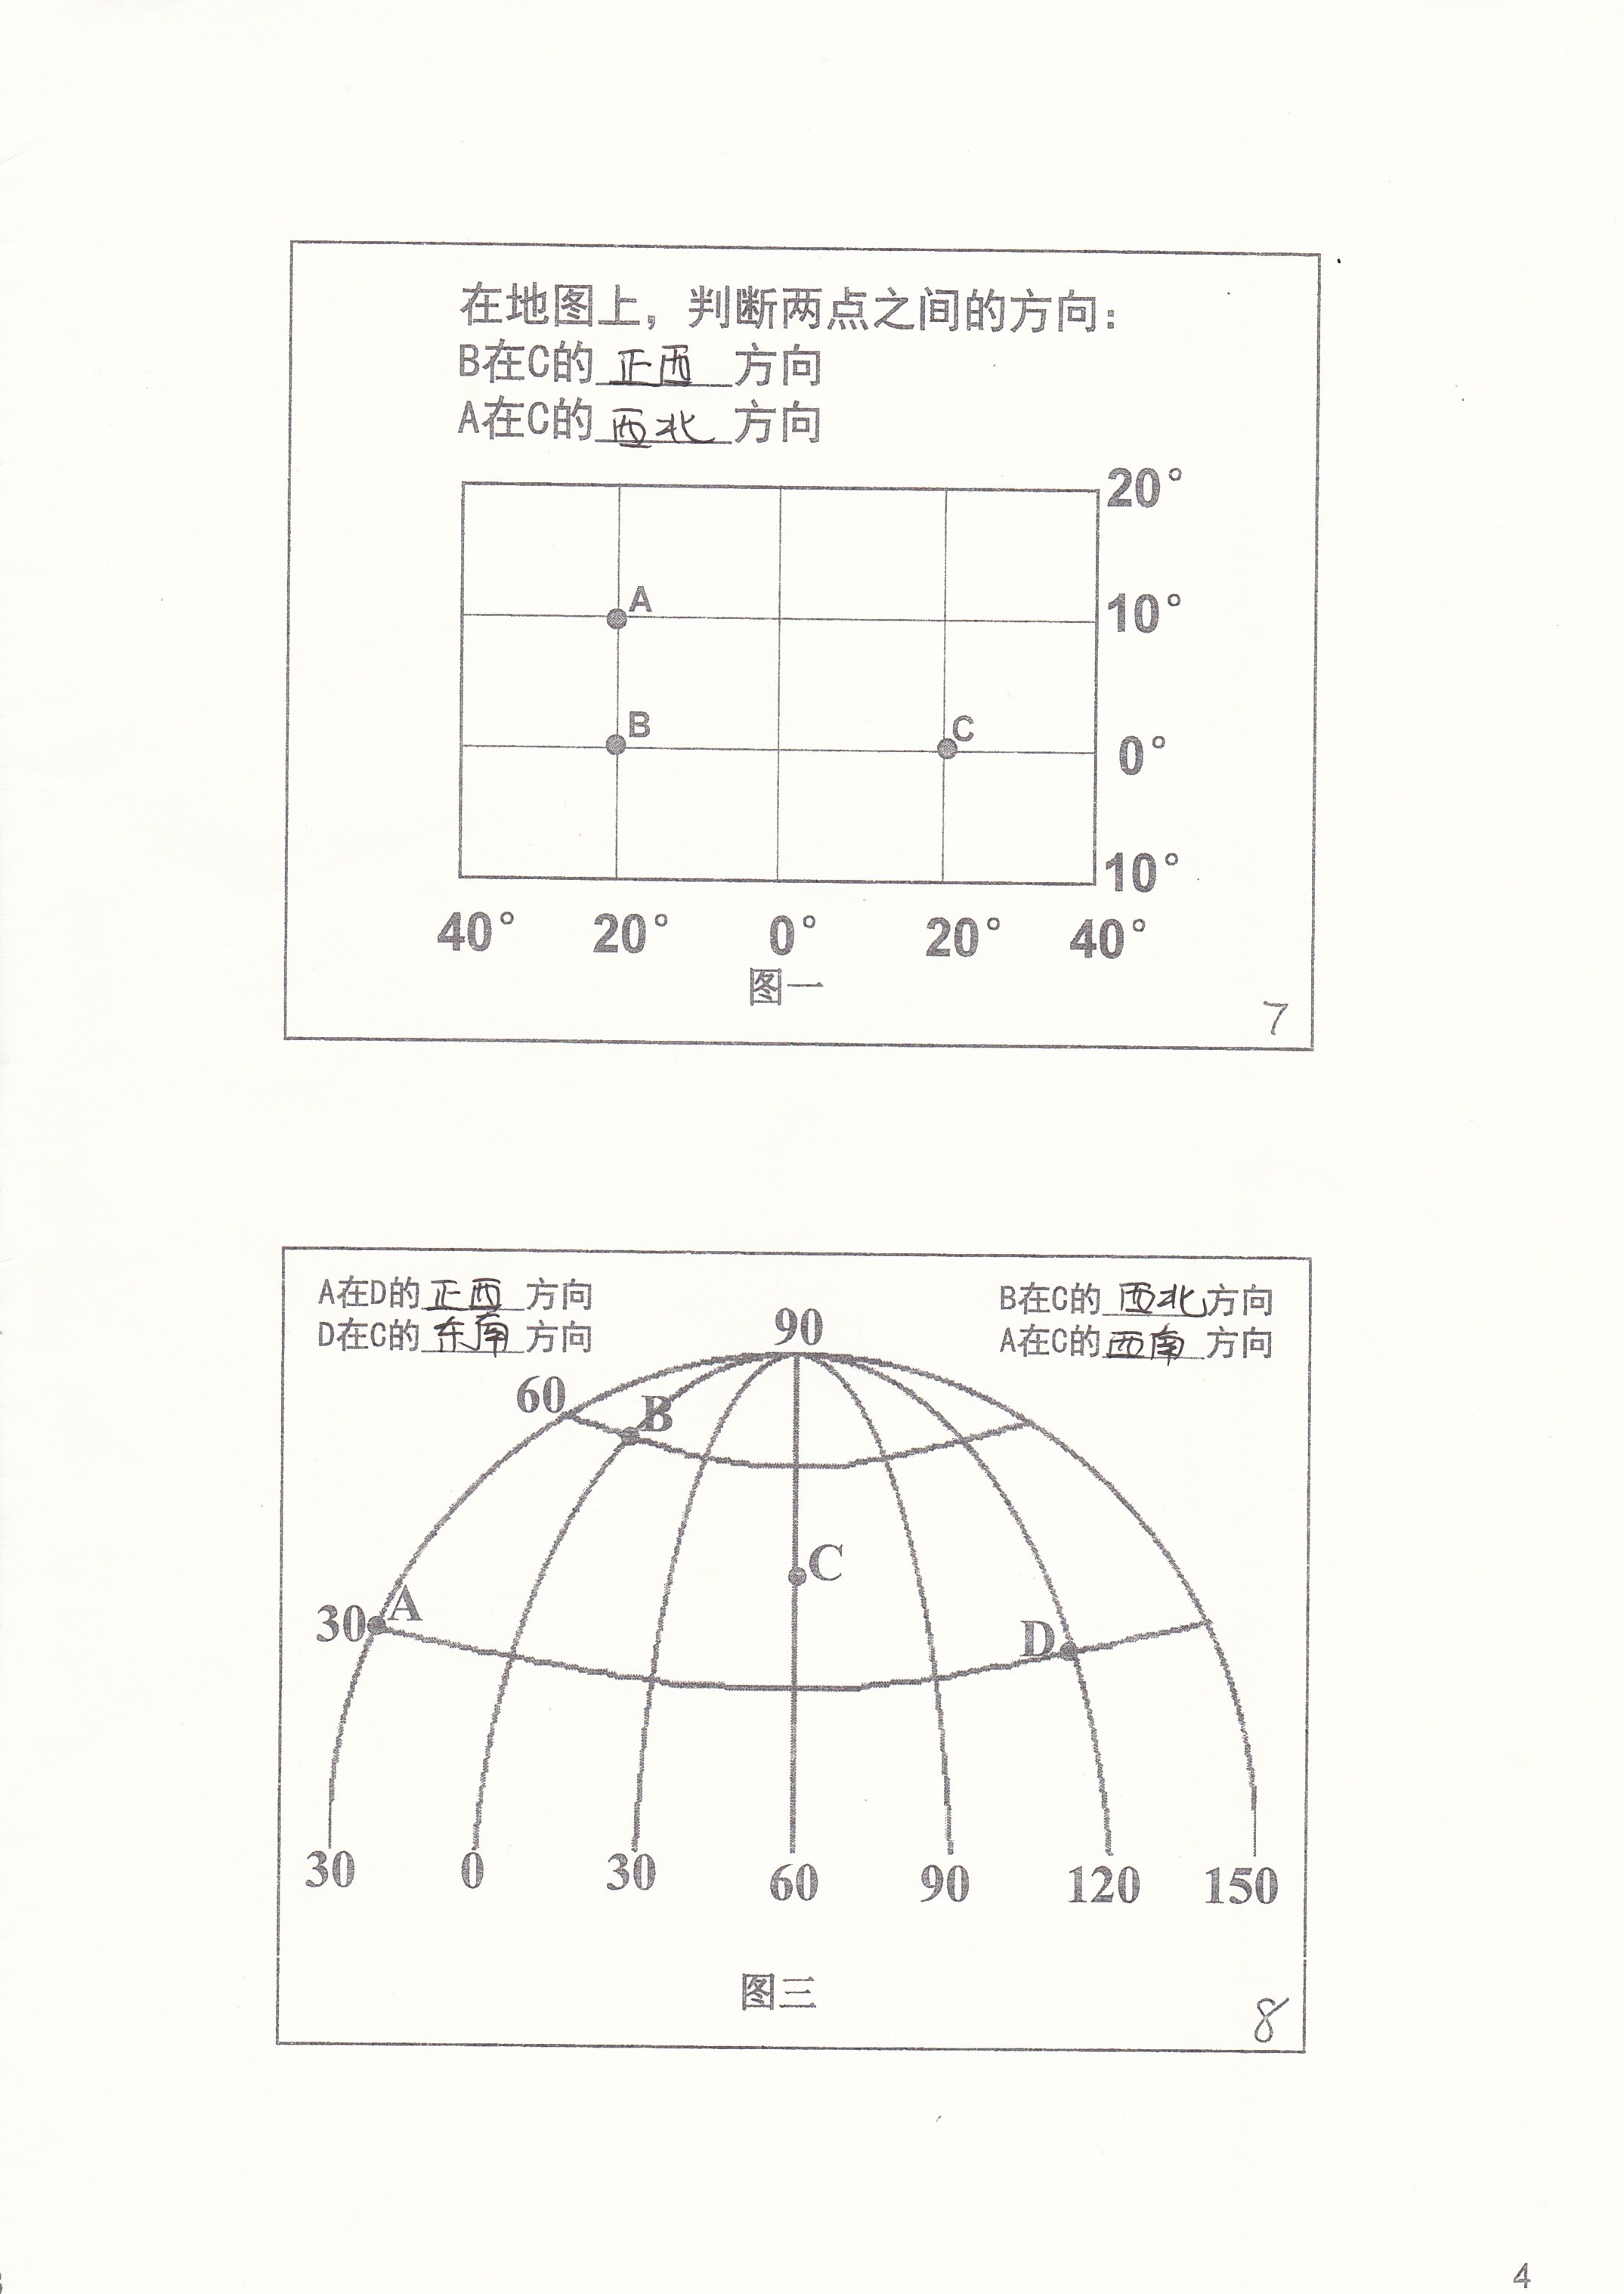 在地图上，判断两点之间的方向：
B在C的 正西 方向
A在C的 西北 方向
20°
A
10°
B
C
0°
10°
40° 20° 0° 20° 40°
图一
7
A在D的 正西 方向
B在C的 西北 方向
D在C的 东南 方向
A在C的 西南 方向
90
60
B
C
30
A
D
30 0 30 60 90 120 150
图三
8
4